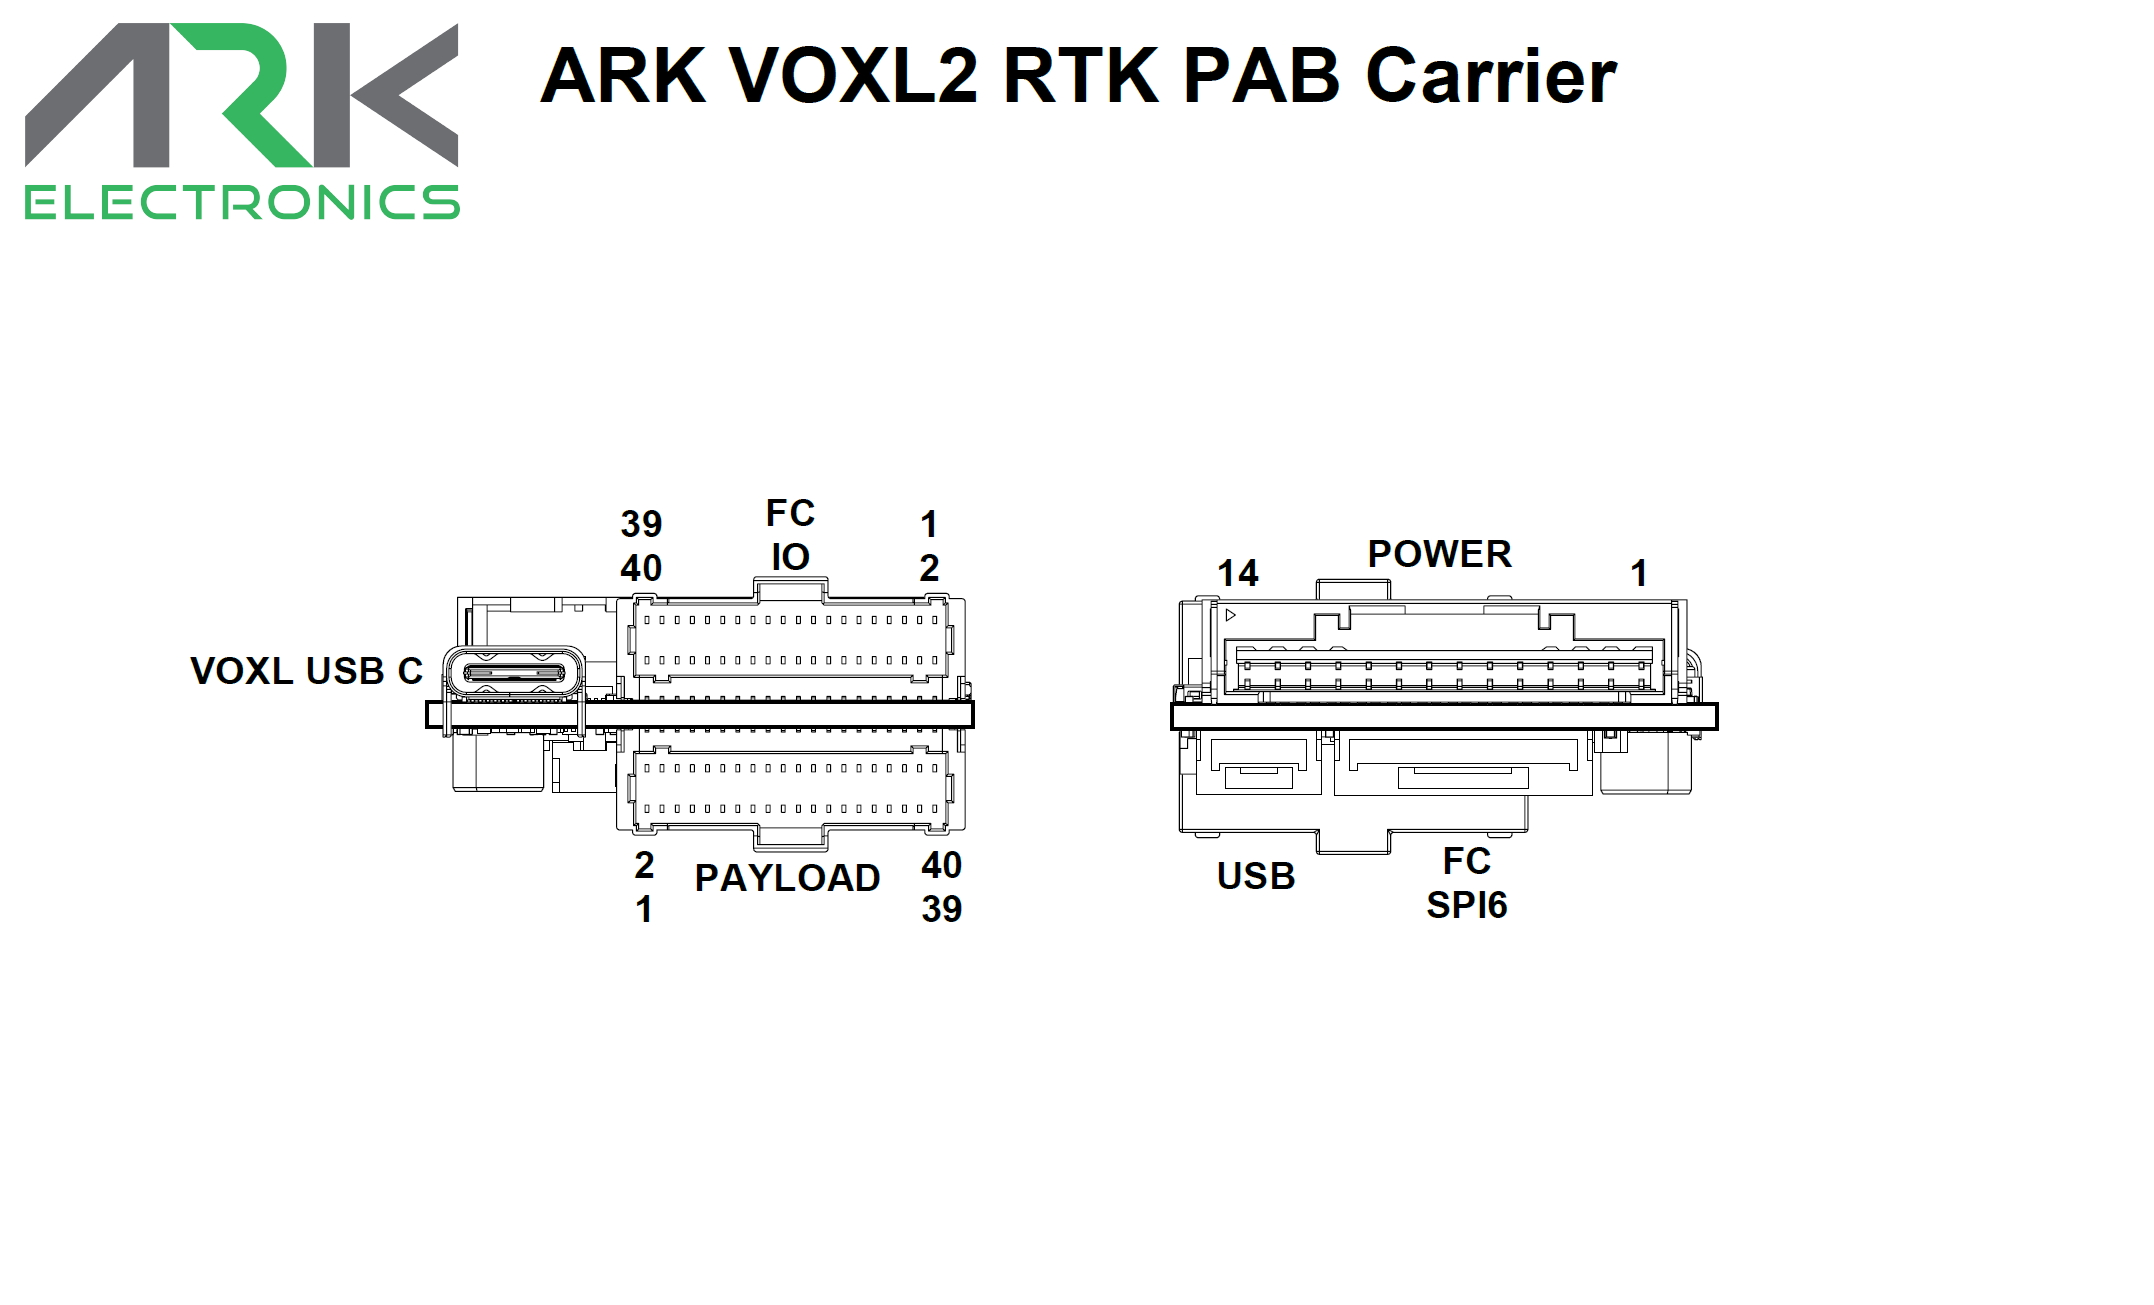 ARK
ELECTRONICS
ARK VOXL2 RTK PAB Carrier
39
40
FC
IO
1
2
VOXL USB C
2
1
PAYLOAD
40
39
14
POWER
1
USB
FC
SPI6